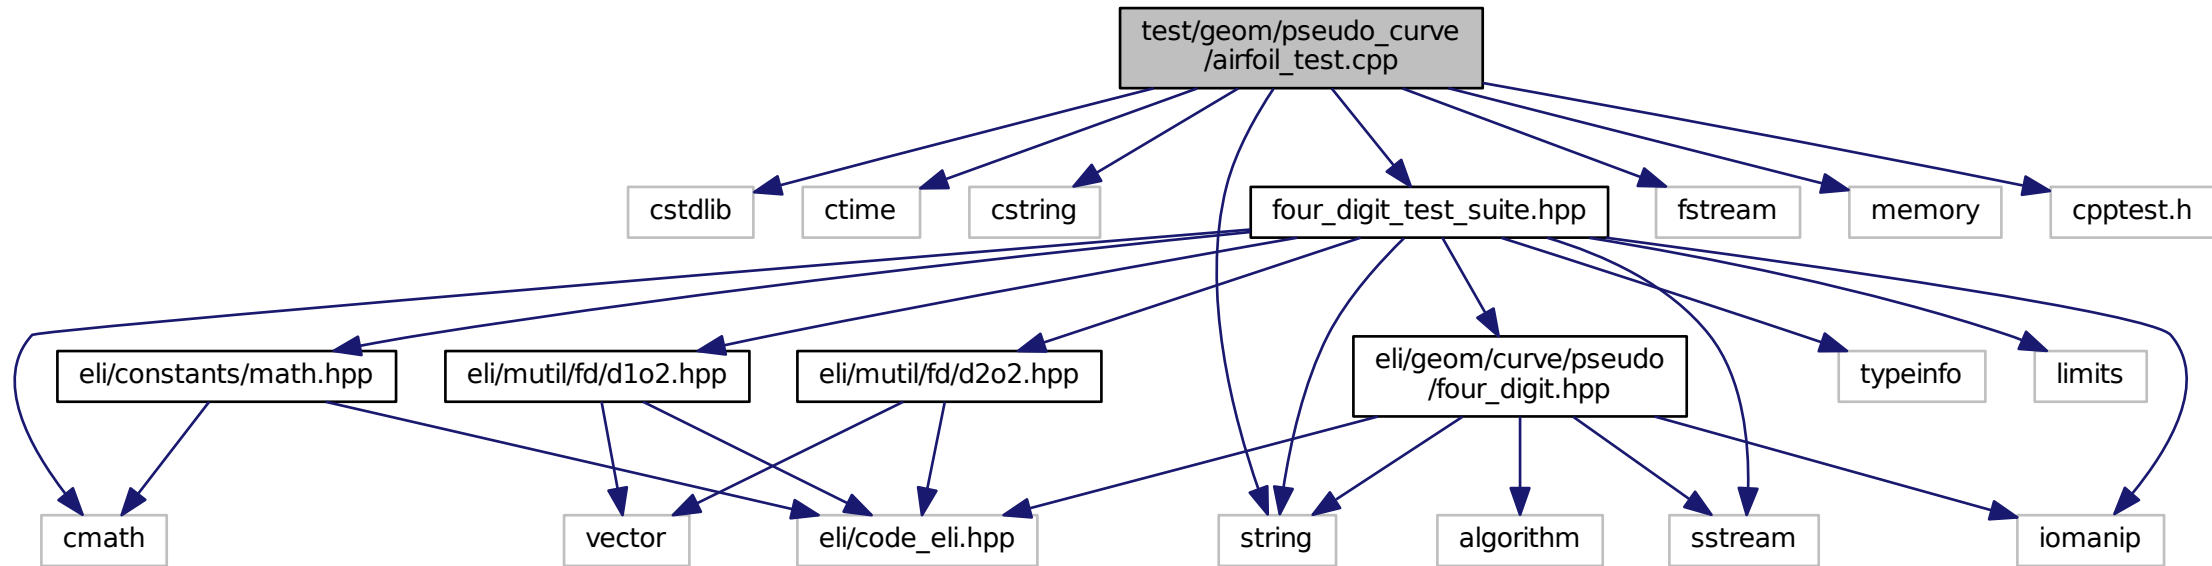 test/geom/pseudo_curve
/airfoil_test.cpp
cstdlib
ctime
cstring
four_digit_test_suite.hpp
fstream
memory
cpptest.h
eli/constants/math.hpp
eli/mutil/fd/d1o2.hpp
eli/mutil/fd/d2o2.hpp
eli/geom/curve/pseudo
/four_digit.hpp
typeinfo
limits
cmath
vector
eli/code_eli.hpp
string
algorithm
sstream
iomanip